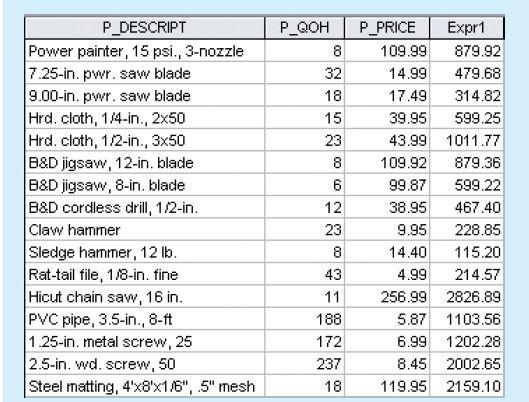 P_DESCRIPT P_QOH P_PRICE Expr1
Power painter, 15 psi., 3-nozzle 8 109.99 879.92
7.25-in. pwr. saw blade 32 14.99 479.68
9.00-in. pwr. saw blade 18 17.49 314.82
Hrd. cloth, 1/4-in., 2x50 15 39.95 599.25
Hrd. cloth, 1/2-in., 3x50 23 43.99 1011.77
B&D jigsaw, 12-in. blade 8 109.92 879.36
B&D jigsaw, 8-in. blade 6 99.87 599.22
B&D cordless drill, 1/2-in. 12 38.95 467.40
Claw hammer 23 9.95 228.85
Sledge hammer, 12 lb. 8 14.40 115.20
Rat-tail file, 1/8-in. fine 43 4.99 214.57
Hicut chain saw, 16 in. 11 256.99 2826.89
PVC pipe, 3.5-in., 8-ft 188 5.87 1103.56
1.25-in. metal screw, 25 172 6.99 1202.28
2.5-in. wd. screw, 50 237 8.45 2002.65
Steel matting, 4'x8'x1/6", .5" mesh 18 119.95 2159.10